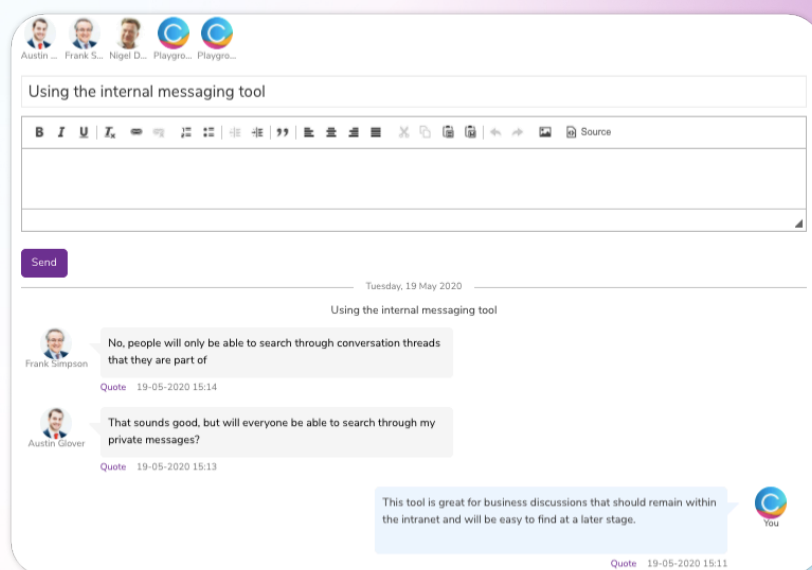 Austin ... Frank S... Nigel D... Playgro... Playgro...
Using the internal messaging tool
B I U Tx Source
Send
Tuesday, 19 May 2020
Using the internal messaging tool
No, people will only be able to search through conversation threads
that they are part of
Frank Simpson
Quote 19-05-2020 15:14
That sounds good, but will everyone be able to search through my
private messages?
Austin Glover
Quote 19-05-2020 15:13
This tool is great for business discussions that should remain within
the intranet and will be easy to find at a later stage.
You
Quote 19-05-2020 15:11